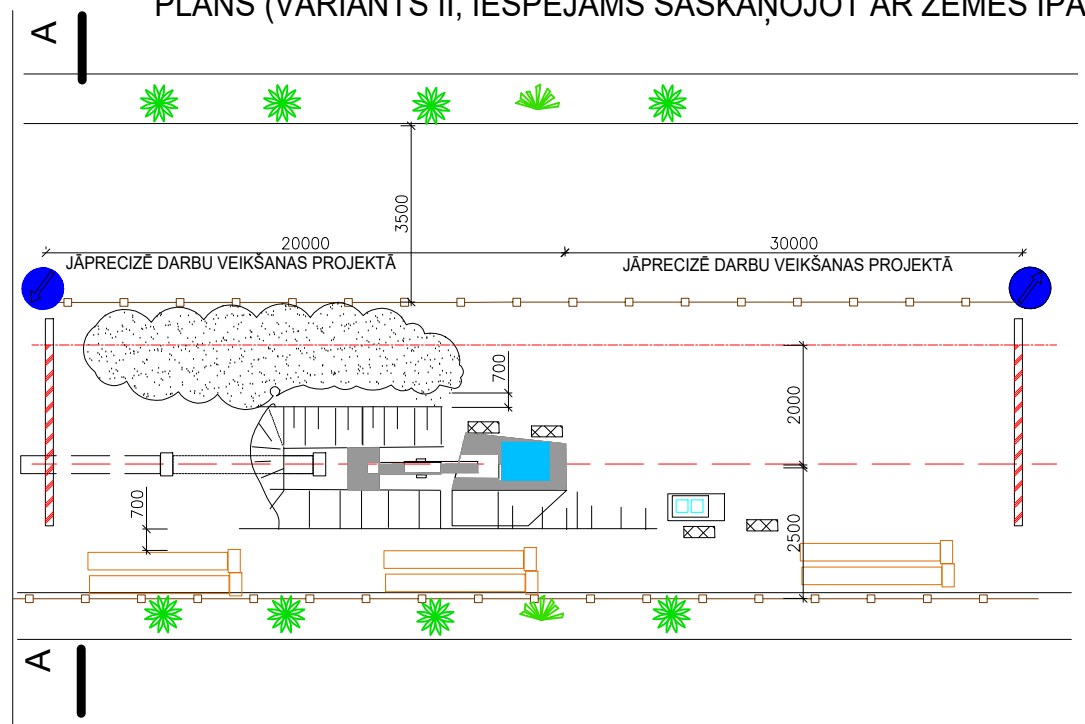 PLĀNS (VARIANTS II, IESPĒJAMS SASKAŅOJOT AR ZEMES ĪPA
A
3500
20000
30000
JĀPRECIZĒ DARBU VEIKŠANAS PROJEKTĀ
JĀPRECIZĒ DARBU VEIKŠANAS PROJEKTĀ
700
2000
700
2500
A